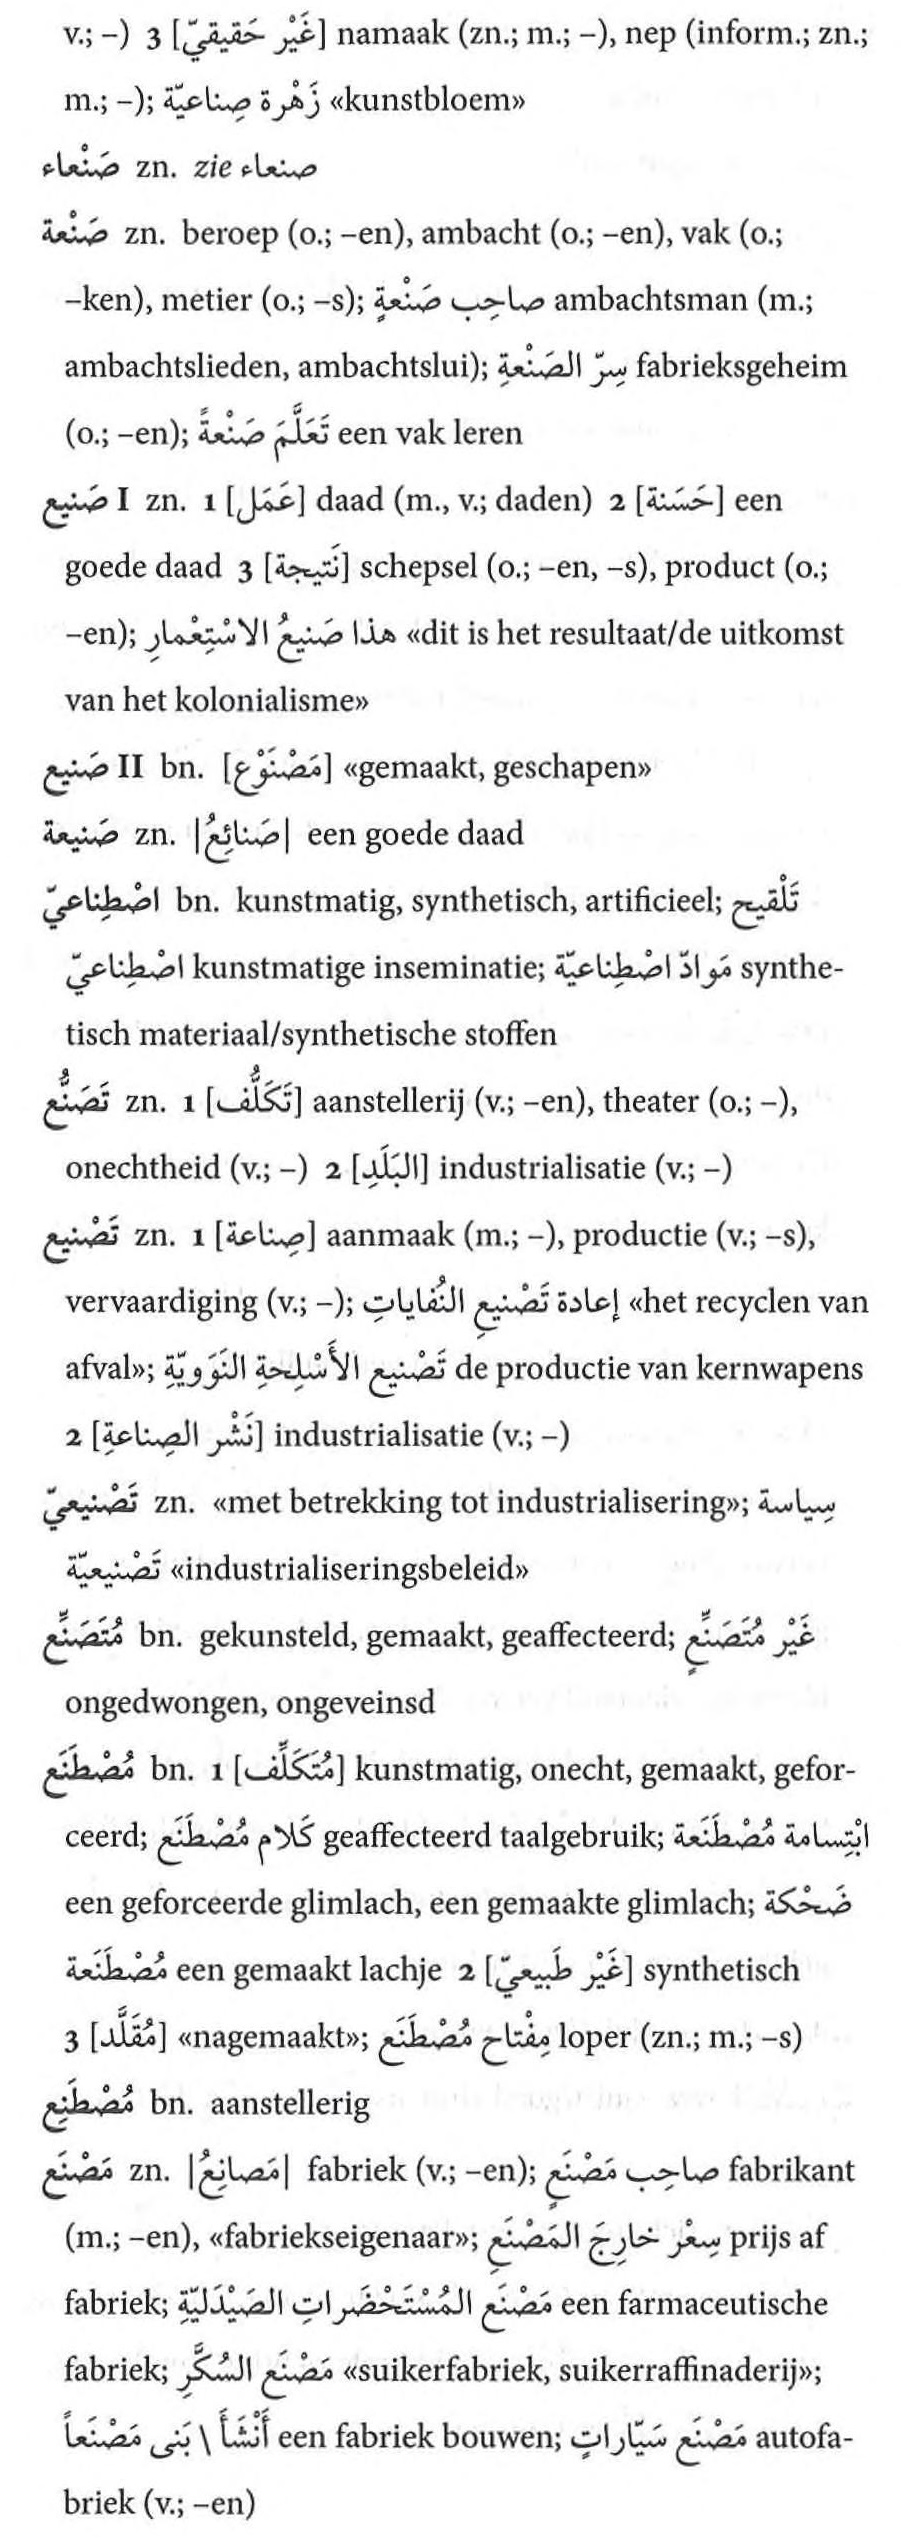 v.; –) 3 [غَيْر حَقيقيّ] namaak (zn.; m.; –), nep (inform.; zn.;
m.; –); زَهْرة صِناعيّة «kunstbloem»
صَنْعاء zn. zie صنعاء
صَنْعة zn. beroep (o.; –en), ambacht (o.; –en), vak (o.;
–ken), metier (o.; –s); صاحِب صَنْعةٍ ambachtsman (m.;
ambachtslieden, ambachtslui); سِرّ الصَنْعةِ fabrieksgeheim
(o.; –en); تَعَلَّمَ صَنْعةً een vak leren
صَنيع I zn. 1 [عَمَل] daad (m., v.; daden) 2 [حَسَنة] een
goede daad 3 [نَتيجة] schepsel (o.; –en, –s), product (o.;
–en); هذا صَنيعُ الاسْتِعْمارِ «dit is het resultaat/de uitkomst
van het kolonialisme»
صَنيع II bn. [مَصْنَوْع] «gemaakt, geschapen»
صَنيعة zn. |صَنائِعُ| een goede daad
اصْطِناعيّ bn. kunstmatig, synthetisch, artificieel; تَلْقيح
اصْطِناعيّ kunstmatige inseminatie; مَوادّ اصْطِناعيّة synthe-
tisch materiaal/synthetische stoffen
تَصَنُّع zn. 1 [تَكَلُّف] aanstellerij (v.; –en), theater (o.; –),
onechtheid (v.; –) 2 [البَلَدِ] industrialisatie (v.; –)
تَصْنيع zn. 1 [صِناعة] aanmaak (m.; –), productie (v.; –s),
vervaardiging (v.; –); إعادة تَصْنيعِ النُفاياتِ «het recyclen van
afval»; تَصْنيع الأَسْلِحةِ النَوَويّةِ de productie van kernwapens
2 [نَشْر الصِناعةِ] industrialisatie (v.; –)
تَصْنيعيّ zn. «met betrekking tot industrialisering»; سِياسة
تَصْنيعيّة «industrialiseringsbeleid»
مُتَصَنِّع bn. gekunsteld, gemaakt, geaffecteerd; غَيْر مُتَصَنِّعٍ
ongedwongen, ongeveinsd
مُصْطَنَع bn. 1 [مُتَكَلِّف] kunstmatig, onecht, gemaakt, gefor-
ceerd; كَلام مُصْطَنَع geaffecteerd taalgebruik; ابْتِسامة مُصْطَنَعة
een geforceerde glimlach, een gemaakte glimlach; ضَحْكة
مُصْطَنَعة een gemaakt lachje 2 [غَيْر طَبيعيّ] synthetisch
3 [مُقَلَّد] «nagemaakt»; مِفْتاح مُصْطَنَع loper (zn.; m.; –s)
مُصْطَنِع bn. aanstellerig
مَصْنَع zn. |مَصانِعُ| fabriek (v.; –en); صاحِب مَصْنَعٍ fabrikant
(m.; –en), «fabriekseigenaar»; سِعْر خارِجَ المَصْنَعِ prijs af
fabriek; مَصْنَع المُسْتَحْضَراتِ الصَيْدَليّةِ een farmaceutische
fabriek; مَصْنَع السُكَّرِ «suikerfabriek, suikerraffinaderij»;
أَنْشَأَ \ بَنى مَصْنَعاً een fabriek bouwen; مَصْنَع سَيّاراتٍ autofa-
briek (v.; –en)